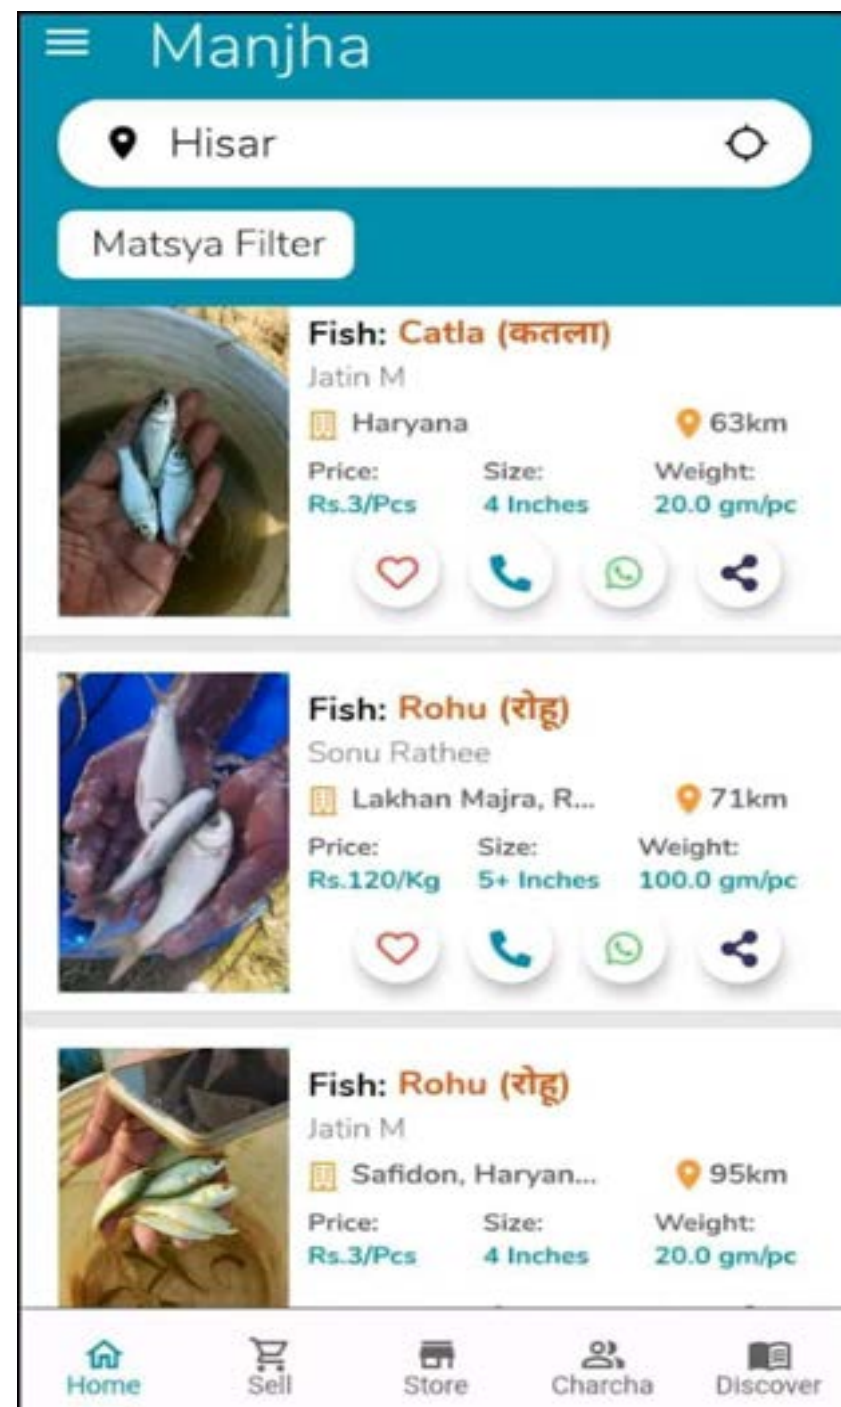 Manjha
Hisar
Matsya Filter
Fish: Catla (कतला)
Jatin M
Haryana 63km
Price: Size: Weight:
Rs.3/Pcs 4 Inches 20.0 gm/pc
Fish: Rohu (रोहू)
Sonu Rathee
Lakhan Majra, R... 71km
Price: Size: Weight:
Rs.120/Kg 5+ Inches 100.0 gm/pc
Fish: Rohu (रोहू)
Jatin M
Safidon, Haryan... 95km
Price: Size: Weight:
Rs.3/Pcs 4 Inches 20.0 gm/pc
Home Sell Store Charcha Discover